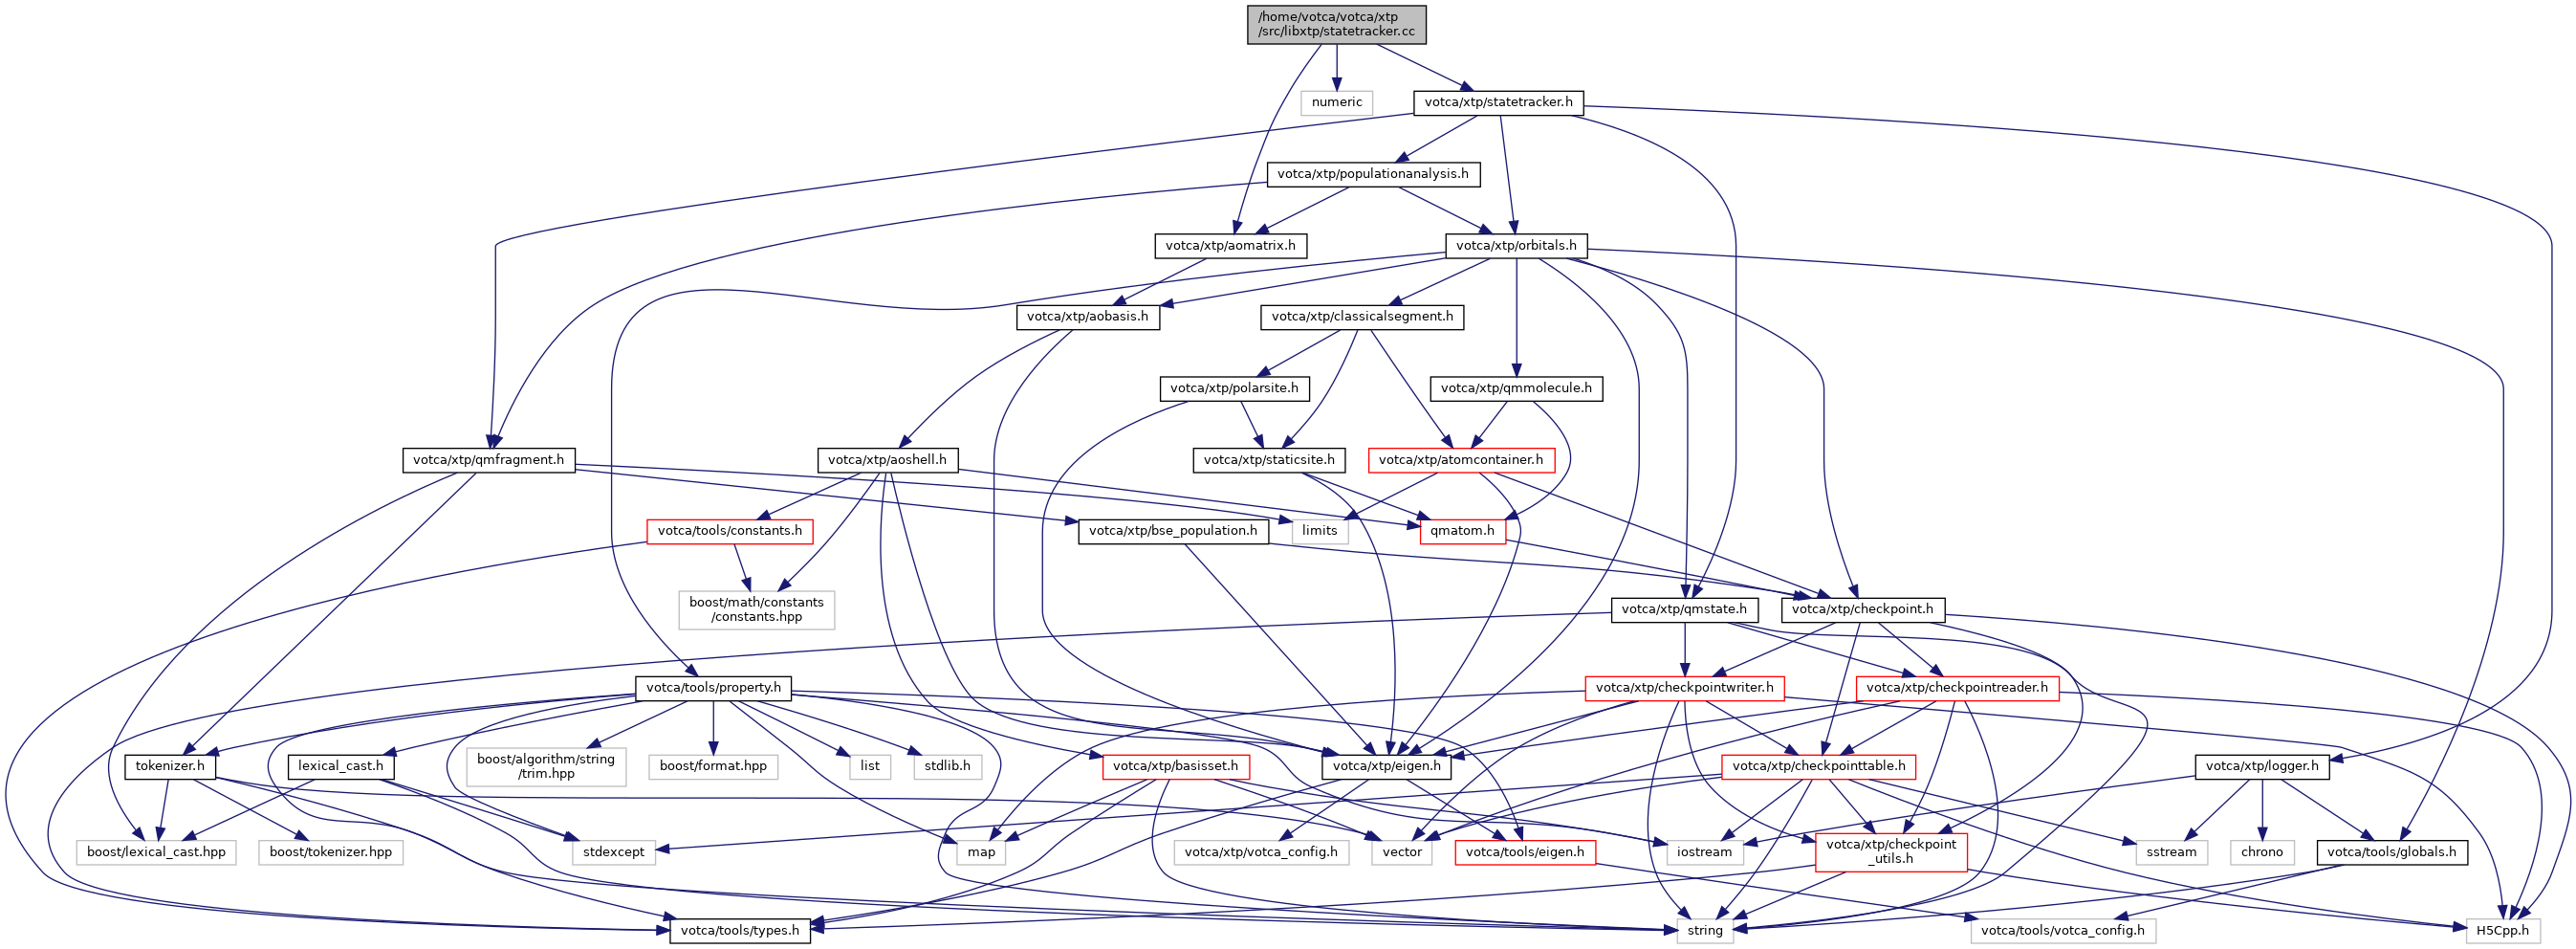 /home/votca/votca/xtp
/src/libxtp/statetracker.cc
numeric
votca/xtp/statetracker.h
votca/xtp/populationanalysis.h
votca/xtp/aomatrix.h
votca/xtp/orbitals.h
votca/xtp/aobasis.h
votca/xtp/classicalsegment.h
votca/xtp/polarsite.h
votca/xtp/qmmolecule.h
votca/xtp/qmfragment.h
votca/xtp/aoshell.h
votca/xtp/staticsite.h
votca/xtp/atomcontainer.h
votca/tools/constants.h
votca/xtp/bse_population.h
limits
qmatom.h
boost/math/constants
/constants.hpp
votca/xtp/qmstate.h
votca/xtp/checkpoint.h
votca/tools/property.h
votca/xtp/checkpointwriter.h
votca/xtp/checkpointreader.h
tokenizer.h
lexical_cast.h
boost/algorithm/string
/trim.hpp
boost/format.hpp
list
stdlib.h
votca/xtp/basisset.h
votca/xtp/eigen.h
votca/xtp/checkpointtable.h
votca/xtp/logger.h
boost/lexical_cast.hpp
boost/tokenizer.hpp
stdexcept
map
votca/xtp/votca_config.h
vector
votca/tools/eigen.h
iostream
votca/xtp/checkpoint
_utils.h
sstream
chrono
votca/tools/globals.h
votca/tools/types.h
string
votca/tools/votca_config.h
H5Cpp.h